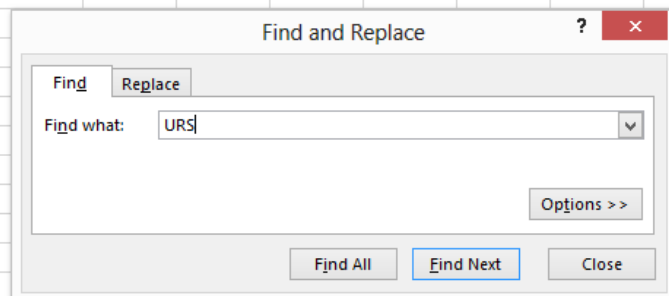 Find and Replace ? ×
Find Replace
Find what: URS
Options >>
Find All Find Next Close